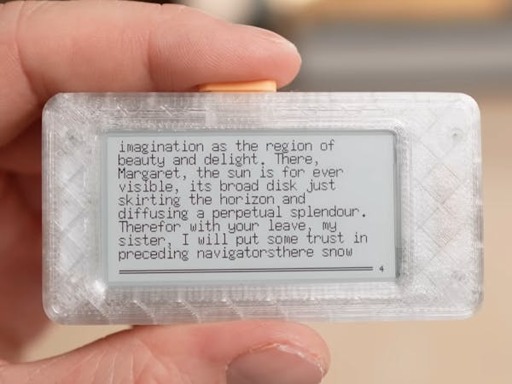 imagination as the region of
beauty and delight. There,
Margaret, the sun is for ever
visible, its broad disk just
skirting the horizon and
diffusing a perpetual splendour.
Therefor with your leave, my
sister, I will put some trust in
preceding navigatorsthere snow
4